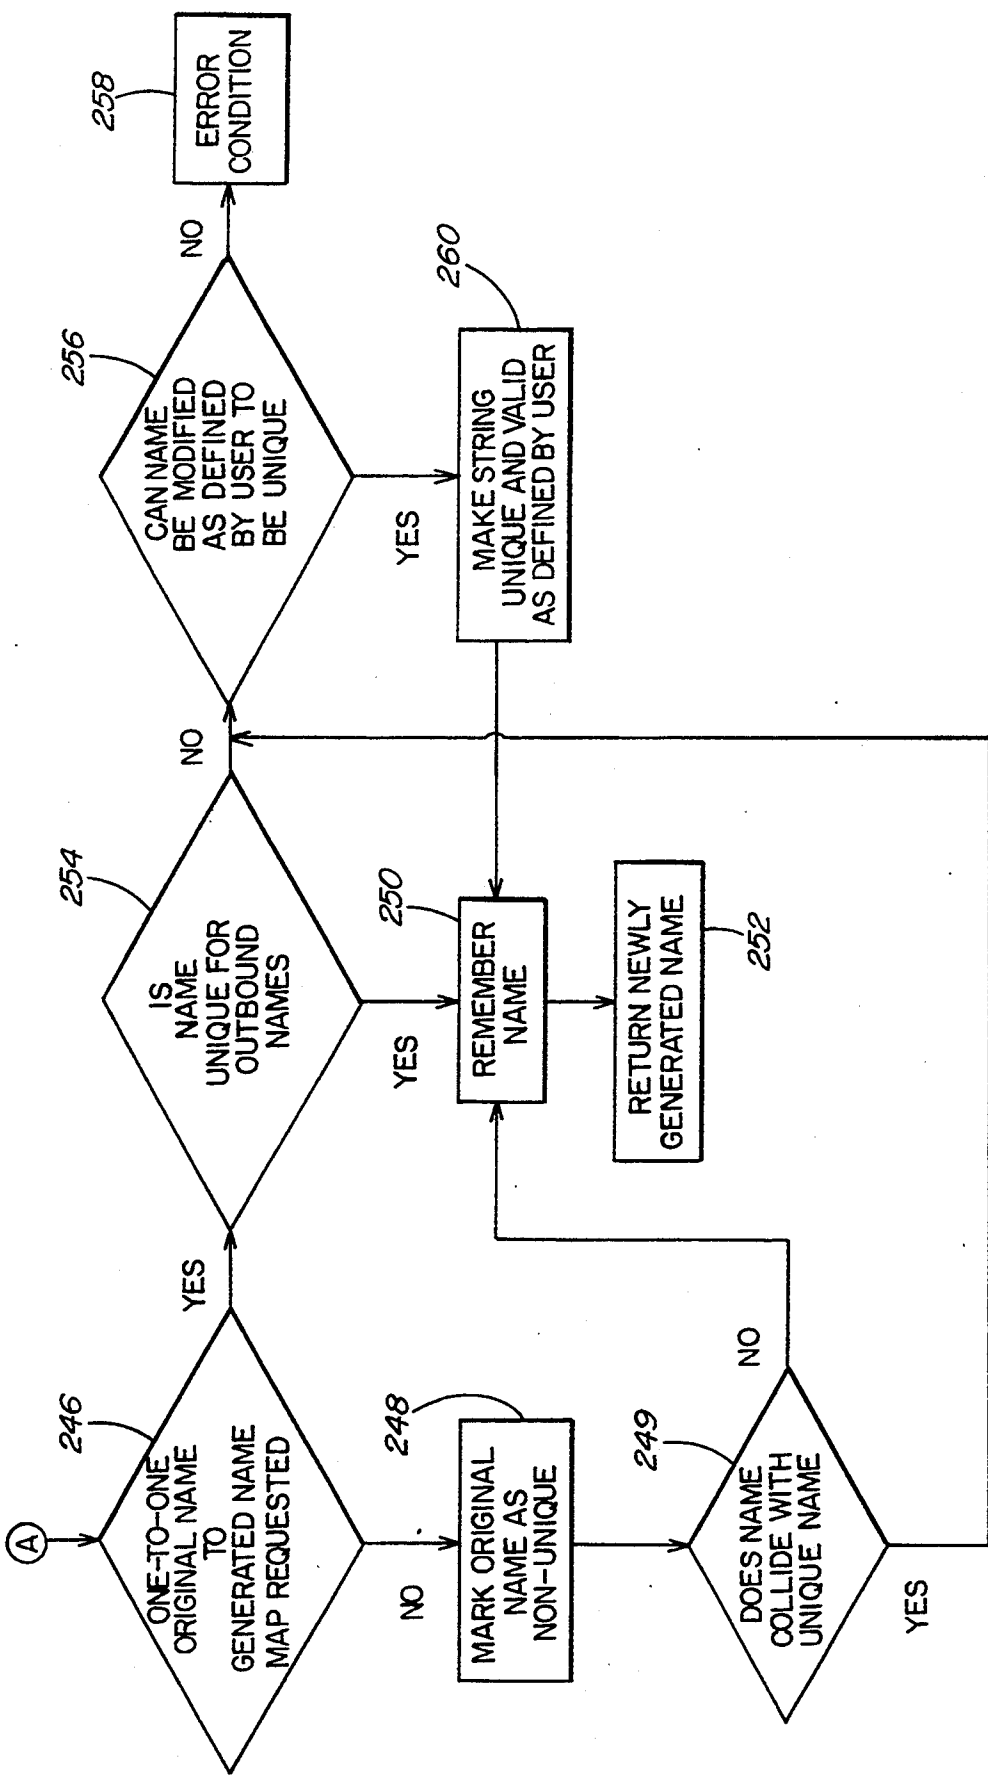 A
246
ONE-TO-ONE
ORIGINAL NAME
TO
GENERATED NAME
MAP REQUESTED
YES
NO
254
IS
NAME
UNIQUE FOR
OUTBOUND
NAMES
NO
YES
256
CAN NAME
BE MODIFIED
AS DEFINED
BY USER TO
BE UNIQUE
NO
YES
258
ERROR
CONDITION
248
MARK ORIGINAL
NAME AS
NON-UNIQUE
250
REMEMBER
NAME
260
MAKE STRING
UNIQUE AND VALID
AS DEFINED BY USER
249
DOES NAME
COLLIDE WITH
UNIQUE NAME
NO
YES
RETURN NEWLY
GENERATED NAME
252